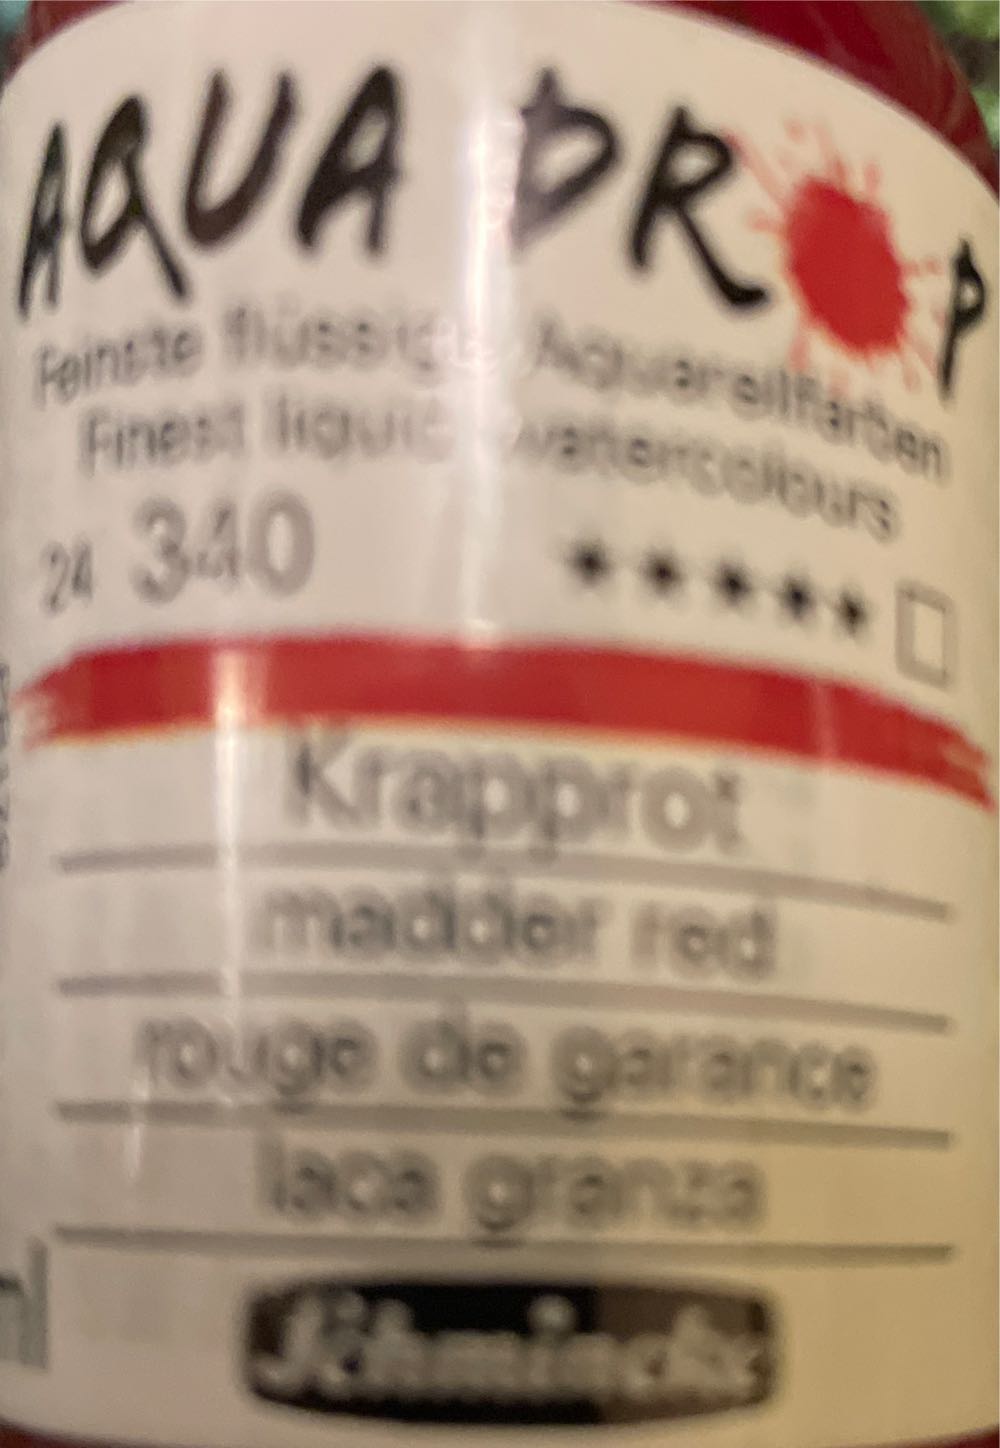 AQUA DROP
Feinste flüssige Aquarellfarben
Finest liquid watercolours
24 340 ★★★★★ □
Krapprot
madder red
rouge de garance
laca granza
Schmincke